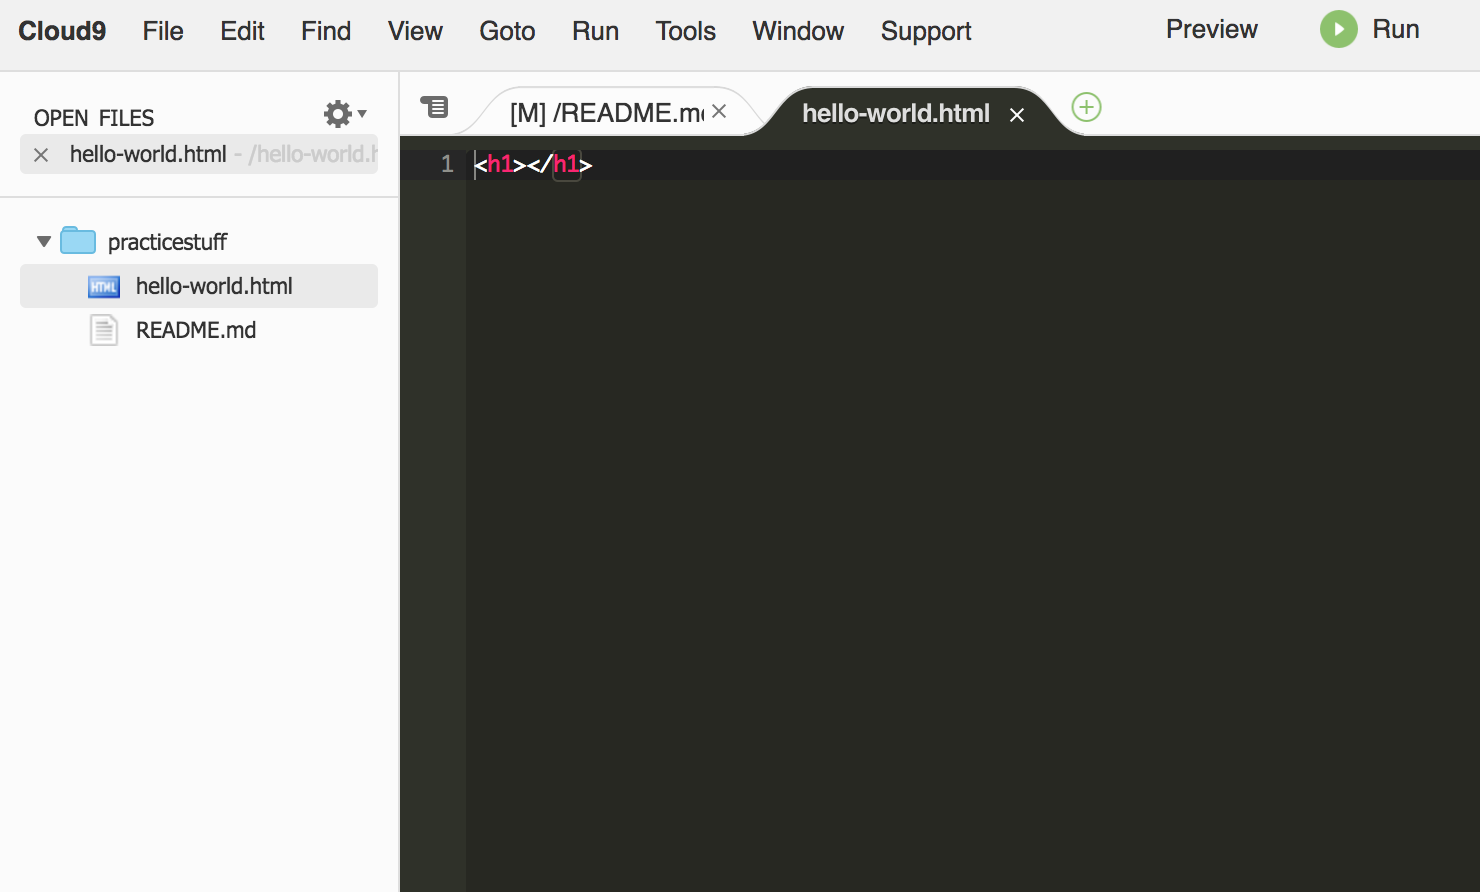 Cloud9 File Edit Find View Goto Run Tools Window Support Preview Run
OPEN FILES
hello-world.html - /hello-world.h
practicestuff
HTML hello-world.html
README.md
[M] /README.m hello-world.html
1 <h1></h1>